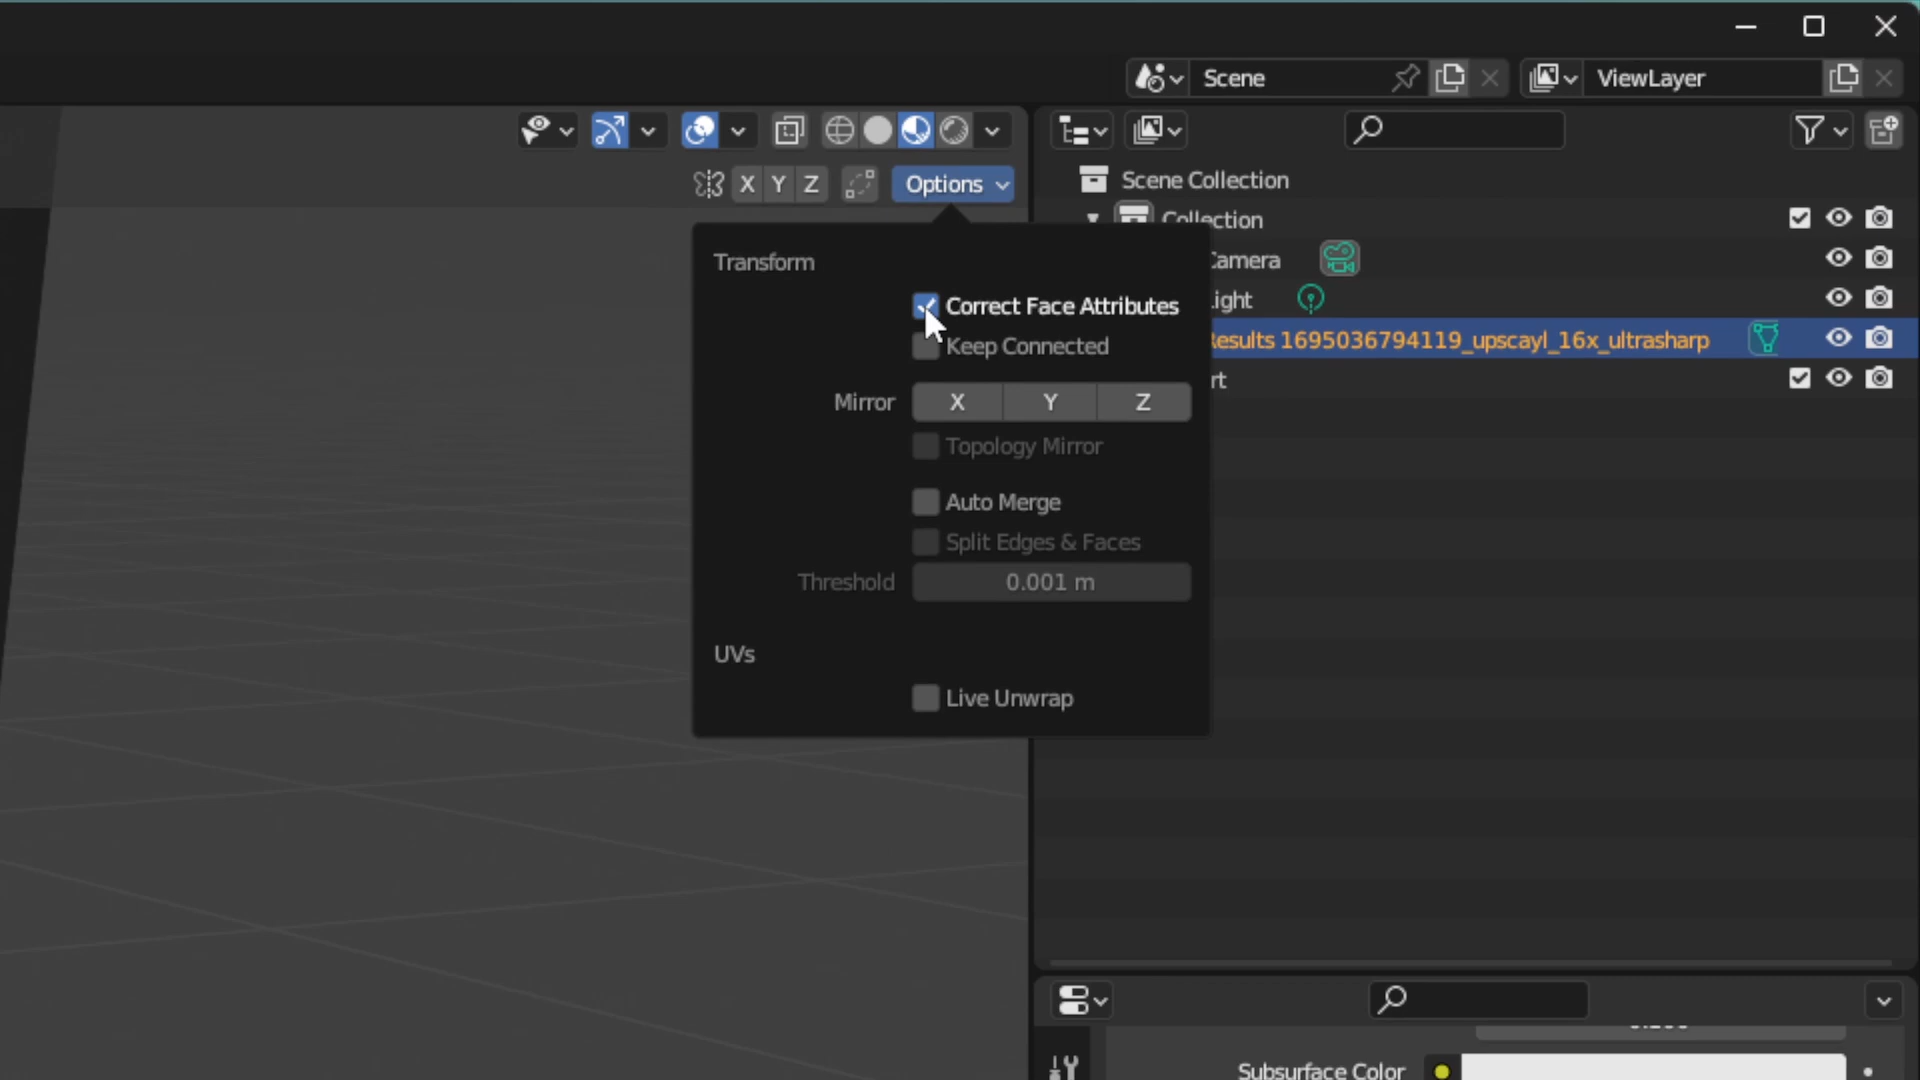 Scene
ViewLayer
X Y Z
Options
Scene Collection
Collection
Transform
Camera
Correct Face Attributes
ight
Keep Connected
esults 1695036794119_upscayl_16x_ultrasharp
rt
Mirror X Y Z
Topology Mirror
Auto Merge
Split Edges & Faces
Threshold 0.001 m
UVs
Live Unwrap
Subsurface Color